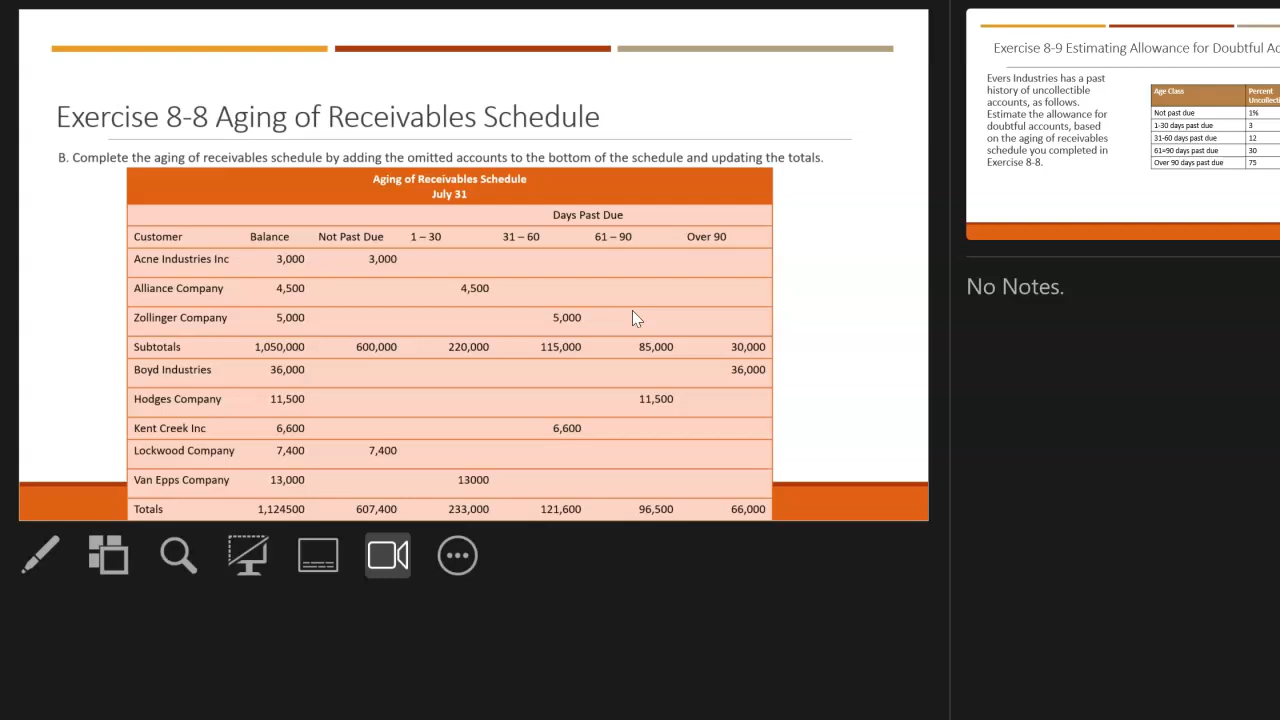 Exercise 8-8 Aging of Receivables Schedule
B. Complete the aging of receivables schedule by adding the omitted accounts to the bottom of the schedule and updating the totals.
Aging of Receivables Schedule
July 31
Days Past Due
Customer Balance Not Past Due 1 – 30 31 – 60 61 – 90 Over 90
Acne Industries Inc 3,000 3,000
Alliance Company 4,500 4,500
Zollinger Company 5,000 5,000
Subtotals 1,050,000 600,000 220,000 115,000 85,000 30,000
Boyd Industries 36,000 36,000
Hodges Company 11,500 11,500
Kent Creek Inc 6,600 6,600
Lockwood Company 7,400 7,400
Van Epps Company 13,000 13000
Totals 1,124500 607,400 233,000 121,600 96,500 66,000
Exercise 8-9 Estimating Allowance for Doubtful Ac
Evers Industries has a past
history of uncollectible
accounts, as follows.
Estimate the allowance for
doubtful accounts, based
on the aging of receivables
schedule you completed in
Exercise 8-8.
Age Class Percent
Uncollecti
Not past due 1%
1-30 days past due 3
31-60 days past due 12
61=90 days past due 30
Over 90 days past due 75
No Notes.